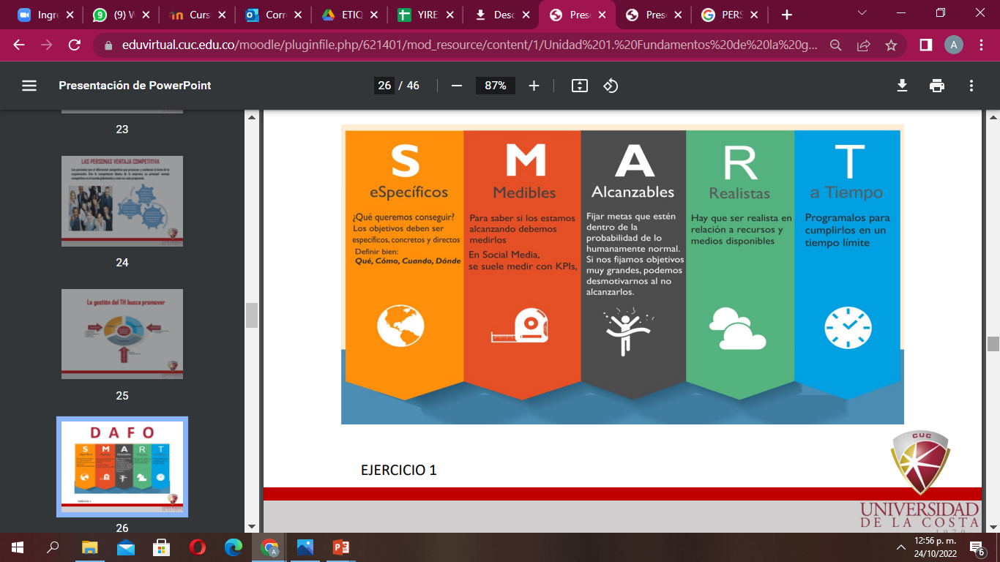 Ingre
(9) W
Curso
Corre
ETIQ
YIRE
Desc
Prese
Prese
PERS
eduvirtual.cuc.edu.co/moodle/pluginfile.php/621401/mod_resource/content/1/Unidad%201.%20Fundamentos%20de%20la%20g...
A
Presentación de PowerPoint
26 / 46
87%
23
LAS PERSONAS VENTAJA COMPETITIVA
24
La gestión del TH busca promover
25
D A F O
S M A R T
EJERCICIO 1
26
S
eSpecíficos
¿Qué queremos conseguir?
Los objetivos deben ser
específicos, concretos y directos
Definir bien:
Qué, Cómo, Cuando, Dónde
M
Medibles
Para saber si los estamos
alcanzando debemos
medirlos
En Social Media,
se suele medir con KPIs,
A
Alcanzables
Fijar metas que estén
dentro de la
probabilidad de lo
humanamente normal.
Si nos fijamos objetivos
muy grandes, podemos
desmotivarnos al no
alcanzarlos.
R
Realistas
Hay que ser realista en
relación a recursos y
medios disponibles
T
a Tiempo
Programalos para
cumplirlos en un
tiempo límite
EJERCICIO 1
CUC
UNIVERSIDAD
DE LA COSTA
1970
12:56 p. m.
24/10/2022
6